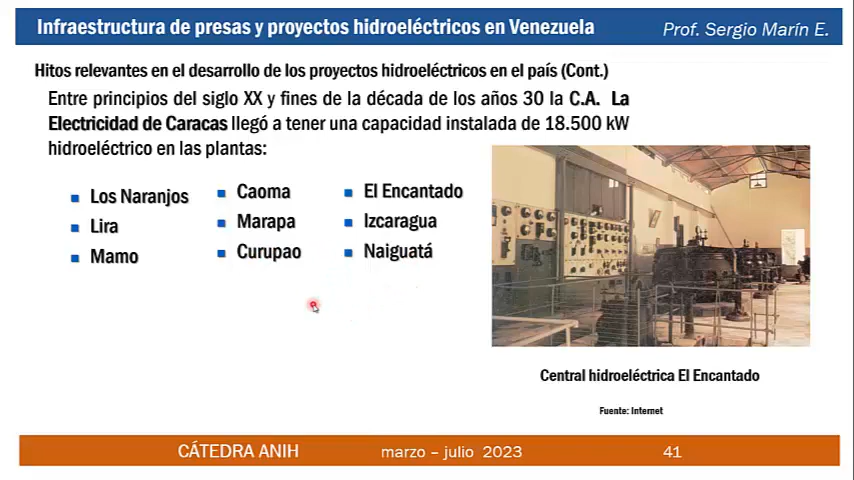 Infraestructura de presas y proyectos hidroeléctricos en Venezuela
Prof. Sergio Marín E.
Hitos relevantes en el desarrollo de los proyectos hidroeléctricos en el país (Cont.)
Entre principios del siglo XX y fines de la década de los años 30 la C.A. La
Electricidad de Caracas llegó a tener una capacidad instalada de 18.500 kW
hidroeléctrico en las plantas:
Los Naranjos
Lira
Mamo
Caoma
Marapa
Curupao
El Encantado
Izcaragua
Naiguatá
Central hidroeléctrica El Encantado
Fuente: Internet
CÁTEDRA ANIH
marzo – julio 2023
41